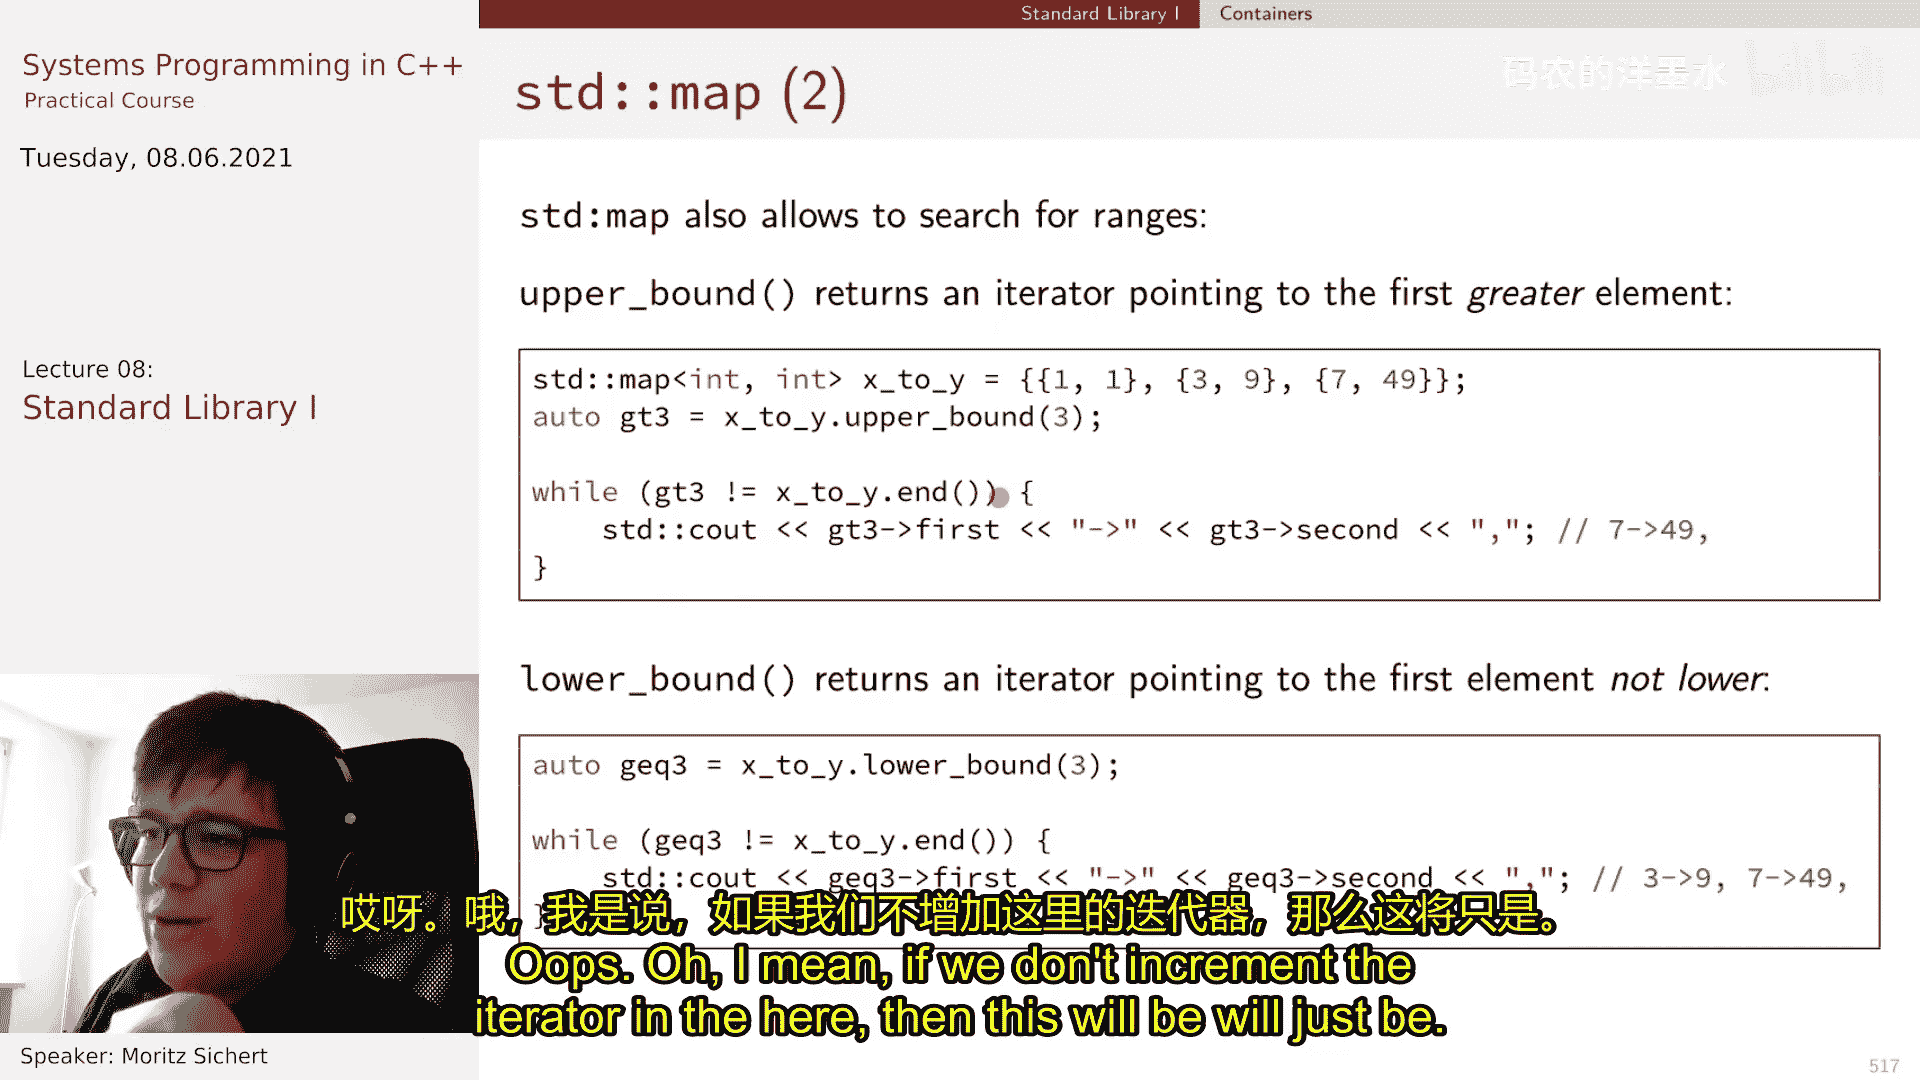 Standard Library I
Containers
Systems Programming in C++
Practical Course
Tuesday, 08.06.2021
Lecture 08:
Standard Library I
std::map (2)
码农的洋墨水 bilibili
std:map also allows to search for ranges:
upper_bound() returns an iterator pointing to the first greater element:
std::map<int, int> x_to_y = {{1, 1}, {3, 9}, {7, 49}};
auto gt3 = x_to_y.upper_bound(3);
while (gt3 != x_to_y.end()) {
std::cout << gt3->first << "->" << gt3->second << ","; // 7->49,
}
lower_bound() returns an iterator pointing to the first element not lower:
auto geq3 = x_to_y.lower_bound(3);
while (geq3 != x_to_y.end()) {
std::cout << geq3->first << "->" << geq3->second << ","; // 3->9, 7->49,
}
哎呀。哦，我是说，如果我们不增加这里的迭代器，那么这将只是。
Oops. Oh, I mean, if we don't increment the
iterator in the here, then this will be will just be.
Speaker: Moritz Sichert
517